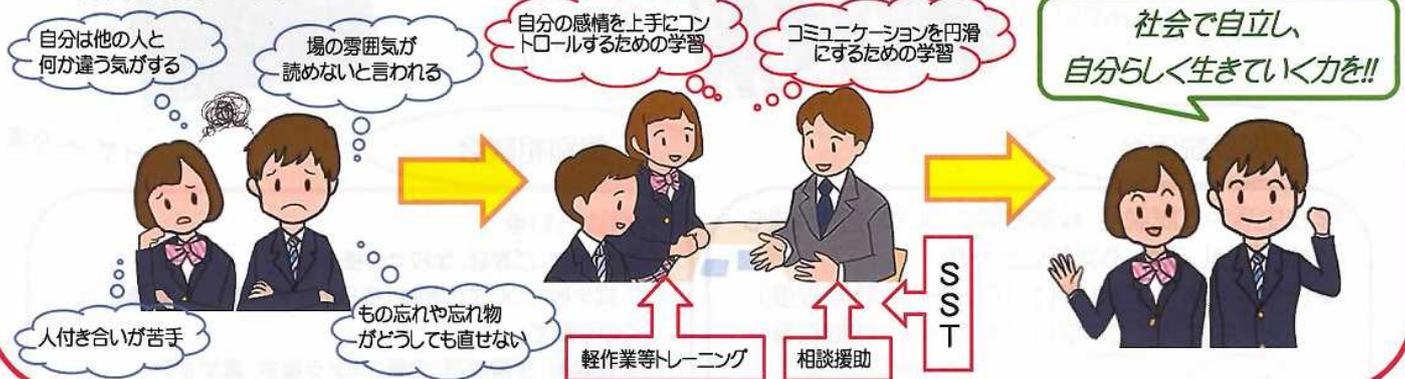 自分は他の人と
何か違う気がする
場の雰囲気が
読めないと言われる
人付き合いが苦手
もの忘れや忘れ物
がどうしても直せない
自分の感情を上手にコン
トロールするための学習
コミュニケーションを円滑
にするための学習
軽作業等トレーニング
相談援助
SST
社会で自立し、
自分らしく生きていく力を!!